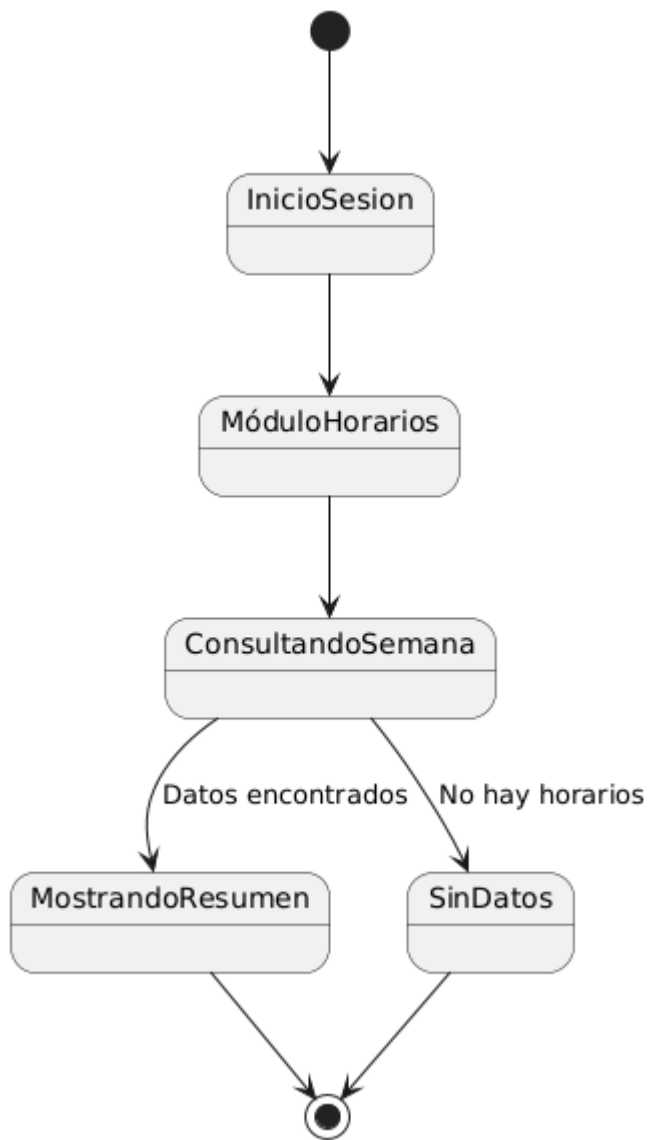 InicioSesion
MóduloHorarios
ConsultandoSemana
Datos encontrados
No hay horarios
MostrandoResumen
SinDatos